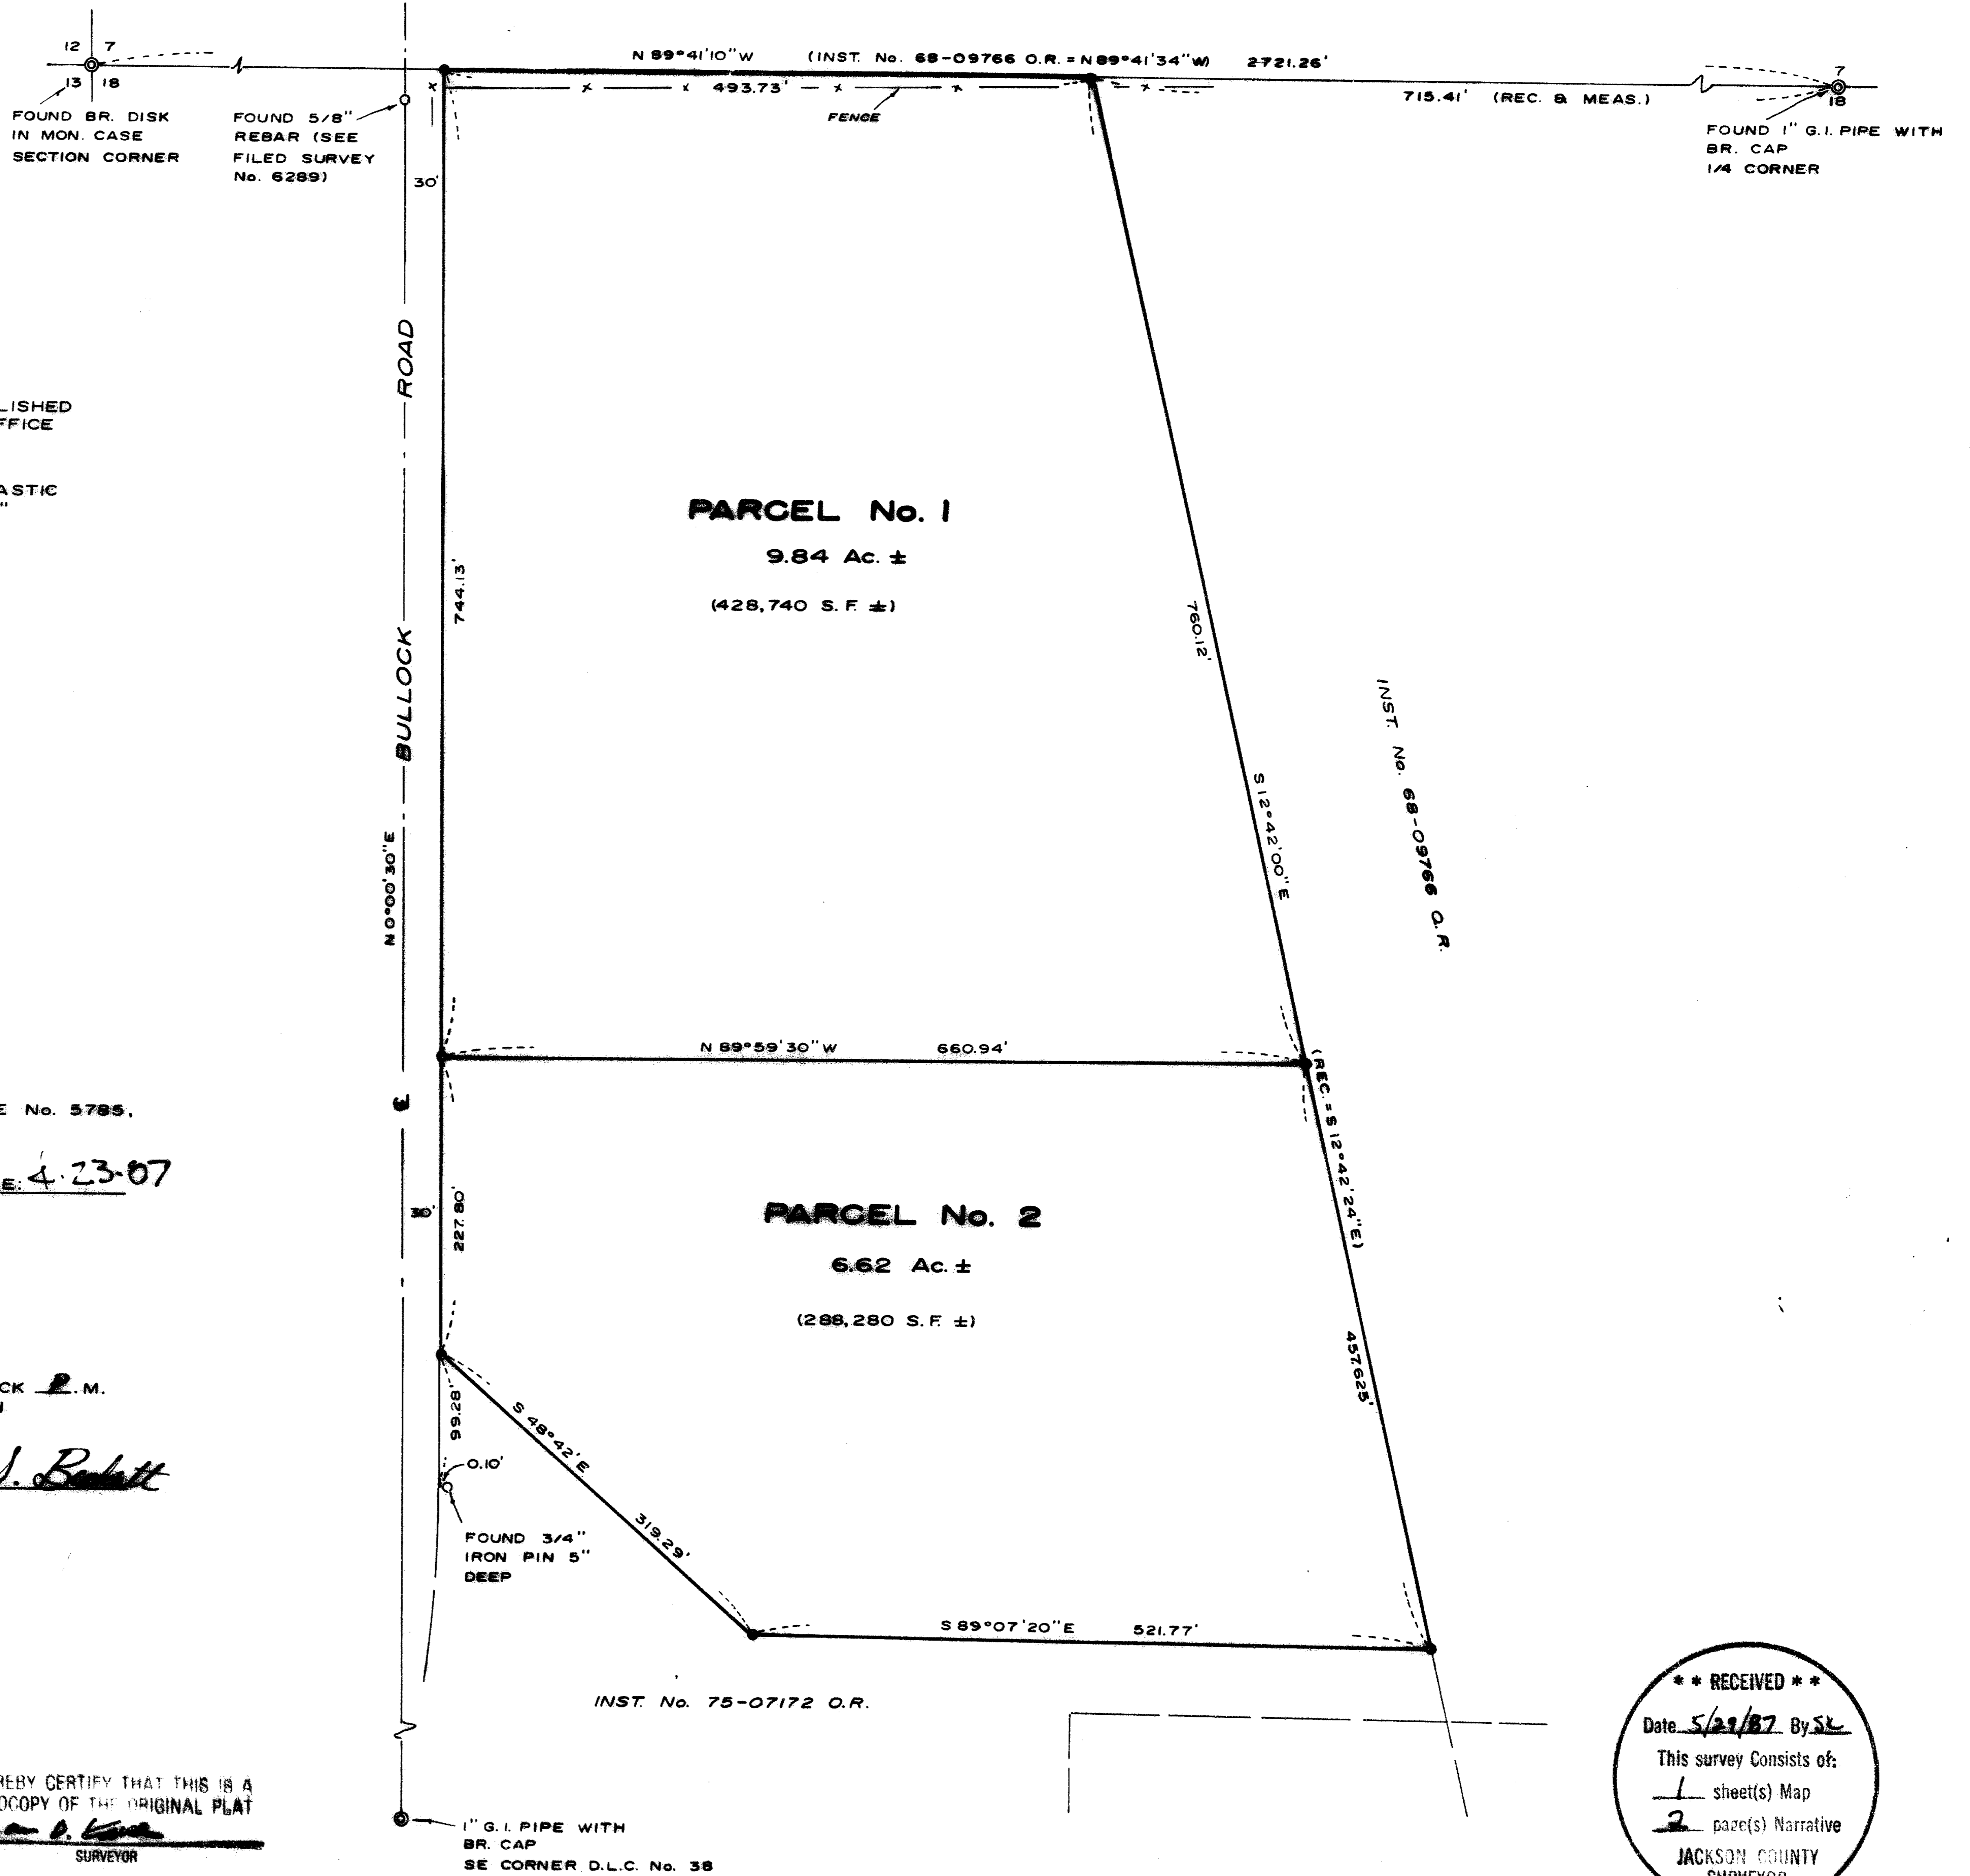 12 7
13 18
FOUND BR. DISK
IN MON. CASE
SECTION CORNER
FOUND 5/8"
REBAR (SEE
FILED SURVEY
No. 6289)
N 89°41'10" W (INST. No. 68-09766 O.R. = N 89°41'34" W) 2721.26'
493.73'
FENCE
715.41' (REC. & MEAS.)
7
18
FOUND 1" G.I. PIPE WITH
BR. CAP
1/4 CORNER
30'
LISHED
FFICE
ASTIC
"
BULLOCK ROAD
N 0°00'30" E
744.13'
PARCEL No. 1
9.84 Ac. ±
(428,740 S.F. ±)
760.12'
S 12°42'00" E
INST. No. 68-09766 O.R.
N 89°59'30" W 660.94'
(REC. = S 12°42'24" E)
E No. 5785,
E: 4-23-87
30'
227.80'
PARCEL No. 2
6.62 Ac. ±
(288,280 S.F. ±)
457.625'
CK P.M.
99.28'
S 48°42' E
319.29'
0.10'
FOUND 3/4"
IRON PIN 5"
DEEP
S 89°07'20" E 521.77'
INST. No. 75-07172 O.R.
REBY CERTIFY THAT THIS IS A
OCOPY OF THE ORIGINAL PLAT
SURVEYOR
1" G.I. PIPE WITH
BR. CAP
SE CORNER D.L.C. No. 38
* * RECEIVED * *
Date 5/29/87 By SK
This survey Consists of:
1 sheet(s) Map
2 page(s) Narrative
JACKSON COUNTY
SURVEYOR